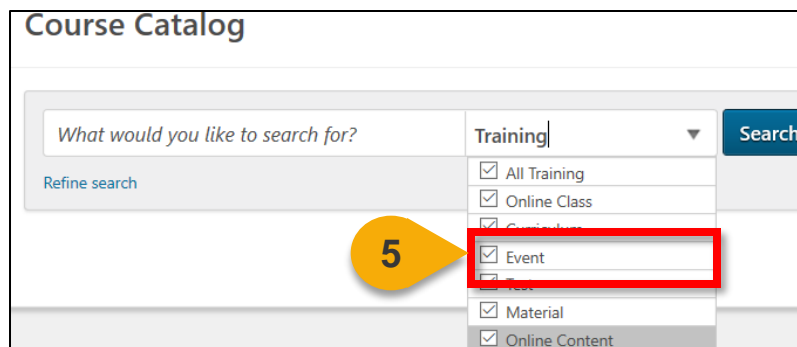 Course Catalog
What would you like to search for?
Training
Search
Refine search
All Training
Online Class
Curriculum
5
Event
Test
Material
Online Content